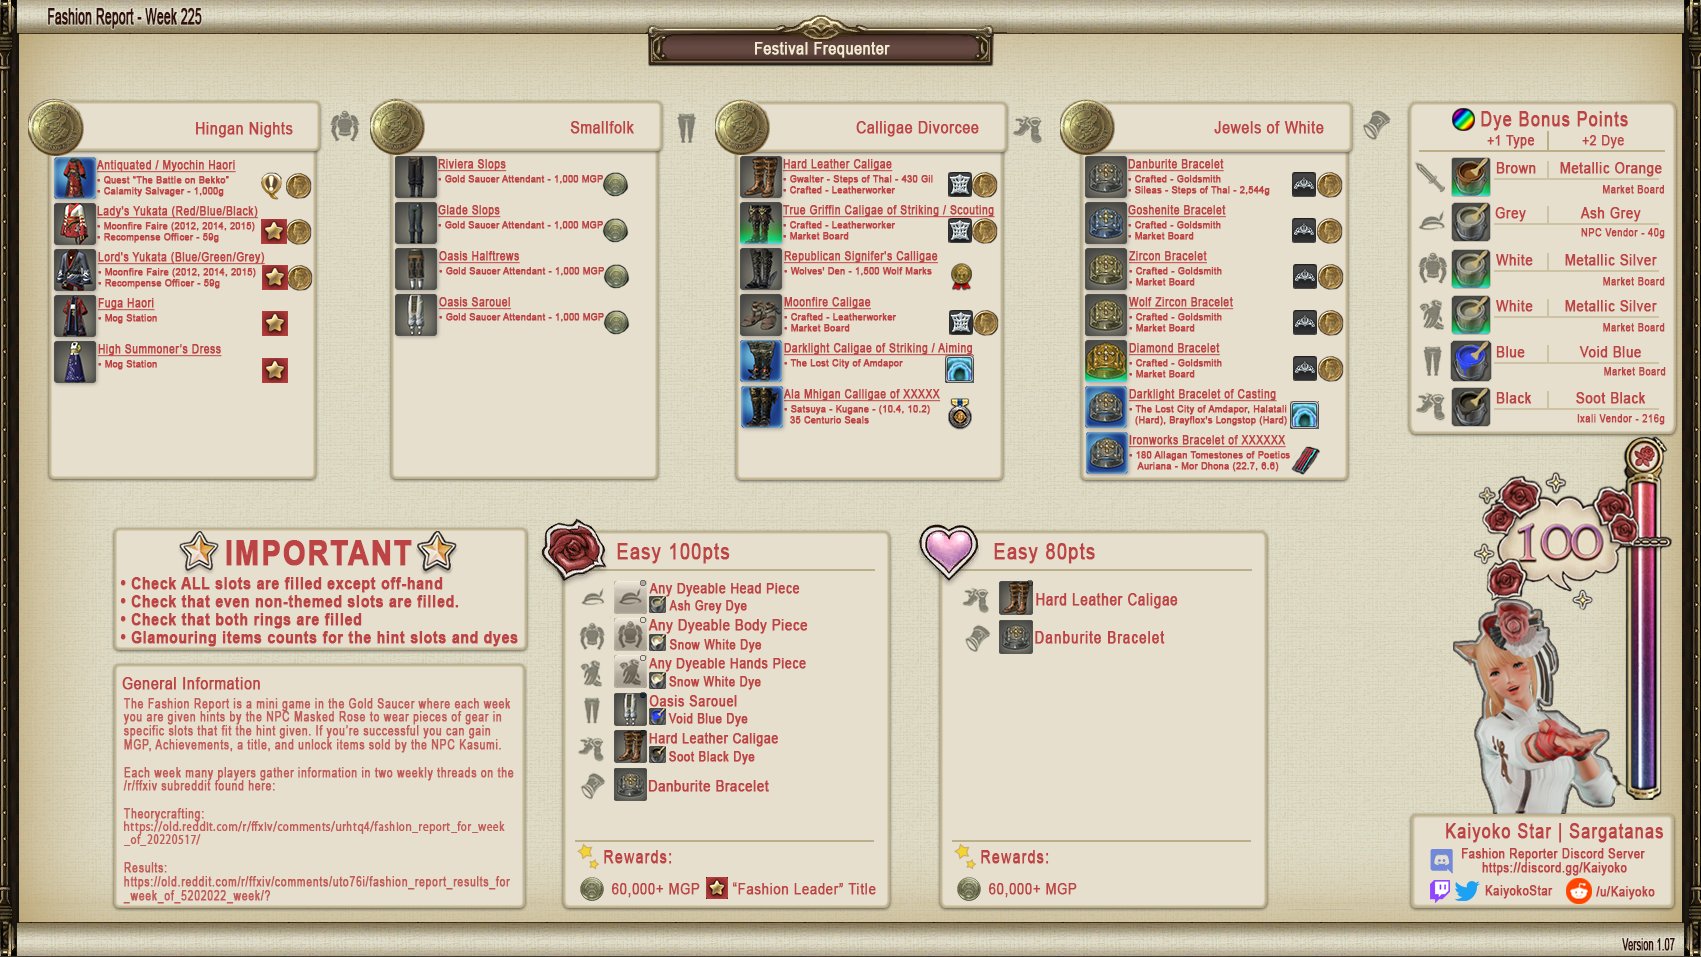 Fashion Report - Week 225
Festival Frequenter
Hingan Nights
Antiquated / Myochin Haori
• Quest "The Battle on Bekko"
• Calamity Salvager - 1,000g
Lady's Yukata (Red/Blue/Black)
• Moonfire Faire (2012, 2014, 2015)
• Recompense Officer - 59g
Lord's Yukata (Blue/Green/Grey)
• Moonfire Faire (2012, 2014, 2015)
• Recompense Officer - 59g
Fuga Haori
• Mog Station
High Summoner's Dress
• Mog Station
Smallfolk
Riviera Slops
• Gold Saucer Attendant - 1,000 MGP
Glade Slops
• Gold Saucer Attendant - 1,000 MGP
Oasis Halftrews
• Gold Saucer Attendant - 1,000 MGP
Oasis Sarouel
• Gold Saucer Attendant - 1,000 MGP
Calligae Divorcee
Hard Leather Caligae
• Gwalter - Steps of Thal - 430 Gil
• Crafted - Leatherworker
True Griffin Caligae of Striking / Scouting
• Crafted - Leatherworker
• Market Board
Republican Signifer's Calligae
• Wolves' Den - 1,500 Wolf Marks
Moonfire Caligae
• Crafted - Leatherworker
• Market Board
Darklight Caligae of Striking / Aiming
• The Lost City of Amdapor
Ala Mhigan Calligae of XXXXX
• Satsuya - Kugane - (10.4, 10.2)
35 Centurio Seals
Jewels of White
Danburite Bracelet
• Crafted - Goldsmith
• Sileas - Steps of Thal - 2,544g
Goshenite Bracelet
• Crafted - Goldsmith
• Market Board
Zircon Bracelet
• Crafted - Goldsmith
• Market Board
Wolf Zircon Bracelet
• Crafted - Goldsmith
• Market Board
Diamond Bracelet
• Crafted - Goldsmith
• Market Board
Darklight Bracelet of Casting
• The Lost City of Amdapor, Halatali
(Hard), Brayflox's Longstop (Hard)
Ironworks Bracelet of XXXXXX
• 180 Allagan Tomestones of Poetics
Auriana - Mor Dhona (22.7, 6.6)
Dye Bonus Points
+1 Type | +2 Dye
Brown Metallic Orange
Market Board
Grey Ash Grey
NPC Vendor - 40g
White Metallic Silver
Market Board
White Metallic Silver
Market Board
Blue Void Blue
Market Board
Black Soot Black
Ixali Vendor - 216g
100
IMPORTANT
• Check ALL slots are filled except off-hand
• Check that even non-themed slots are filled.
• Check that both rings are filled
• Glamouring items counts for the hint slots and dyes
General Information
The Fashion Report is a mini game in the Gold Saucer where each week
you are given hints by the NPC Masked Rose to wear pieces of gear in
specific slots that fit the hint given. If you're successful you can gain
MGP, Achievements, a title, and unlock items sold by the NPC Kasumi.
Each week many players gather information in two weekly threads on the
/r/ffxiv subreddit found here:
Theorycrafting:
https://old.reddit.com/r/ffxiv/comments/urhtq4/fashion_report_for_week
_of_20220517/
Results:
https://old.reddit.com/r/ffxiv/comments/uto76i/fashion_report_results_for
_week_of_5202022_week/?
Easy 100pts
Any Dyeable Head Piece
Ash Grey Dye
Any Dyeable Body Piece
Snow White Dye
Any Dyeable Hands Piece
Snow White Dye
Oasis Sarouel
Void Blue Dye
Hard Leather Caligae
Soot Black Dye
Danburite Bracelet
Rewards:
60,000+ MGP "Fashion Leader" Title
Easy 80pts
Hard Leather Caligae
Danburite Bracelet
Rewards:
60,000+ MGP
Kaiyoko Star | Sargatanas
Fashion Reporter Discord Server
https://discord.gg/Kaiyoko
KaiyokoStar /u/Kaiyoko
Version 1.07